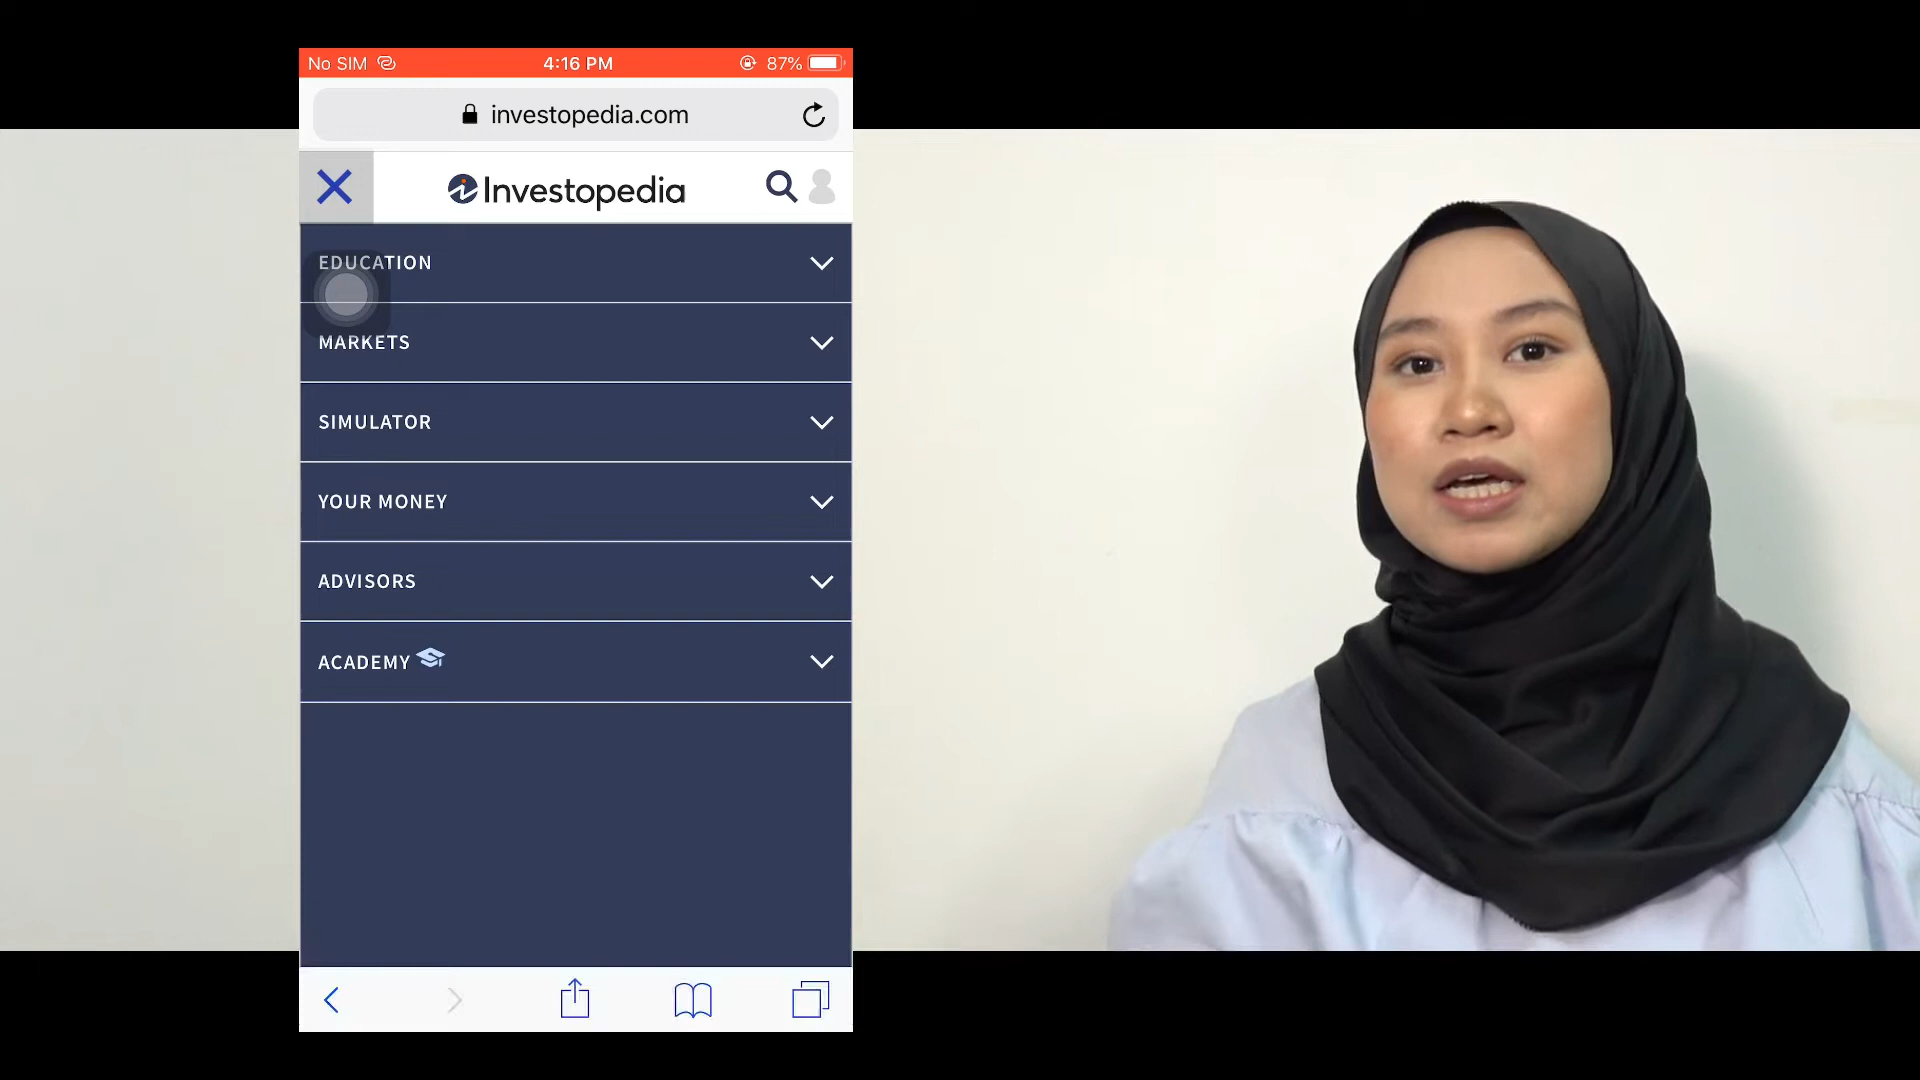 No SIM 4:16 PM 87%
investopedia.com
Investopedia
EDUCATION
MARKETS
SIMULATOR
YOUR MONEY
ADVISORS
ACADEMY